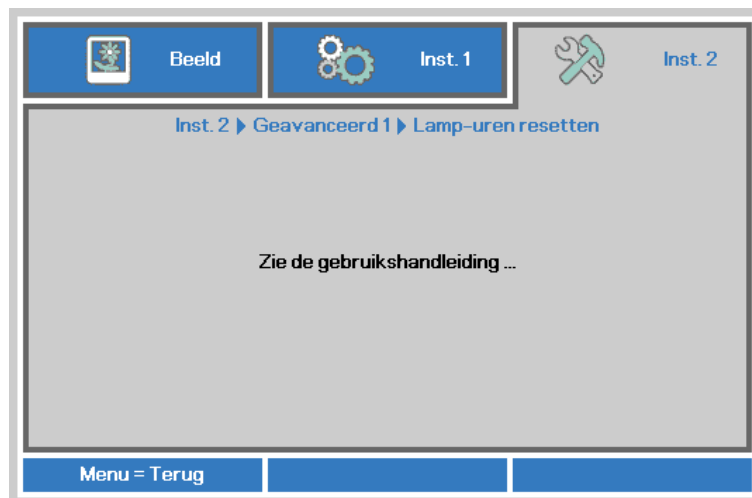 Beeld
Inst. 1
Inst. 2
Inst. 2 ▶ Geavanceerd 1 ▶ Lamp-uren resetten
Zie de gebruikshandleiding ...
Menu = Terug